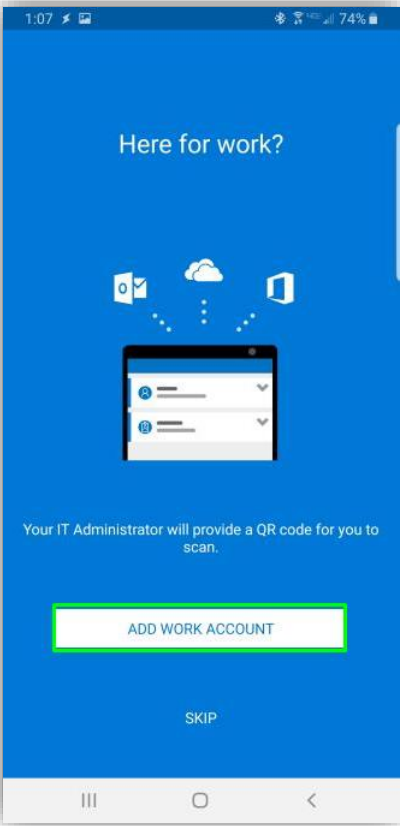 1:07 74%
Here for work?
Your IT Administrator will provide a QR code for you to
scan.
ADD WORK ACCOUNT
SKIP